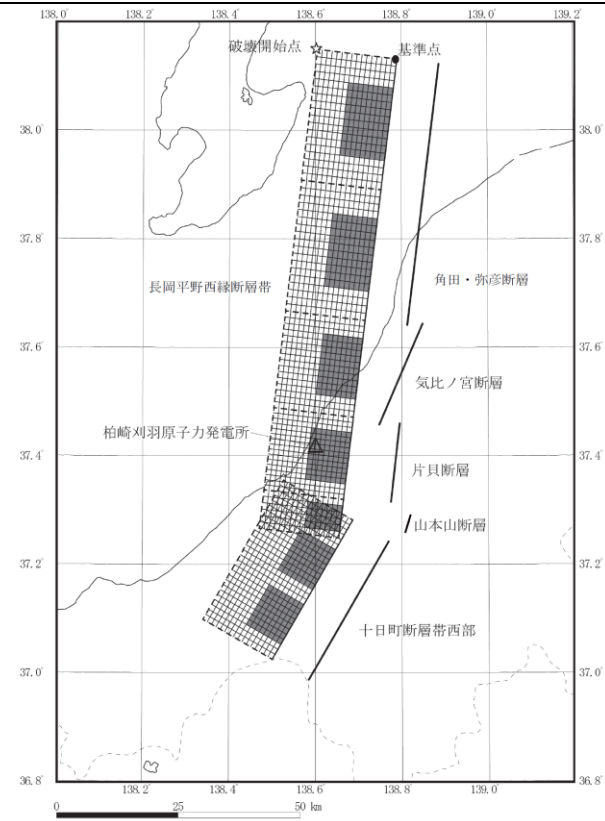 138.0° 138.2° 138.4° 138.6° 138.8° 139.0° 139.2°
破壊開始点
基準点
38.0° 38.0°
37.8° 37.8°
長岡平野西縁断層帯
角田・弥彦断層
37.6° 37.6°
気比ノ宮断層
柏崎刈羽原子力発電所
37.4° 37.4°
片貝断層
山本山断層
37.2° 37.2°
十日町断層帯西部
37.0° 37.0°
36.8° 36.8°
138.0° 138.2° 138.4° 138.6° 138.8° 139.0°
0 25 50 km